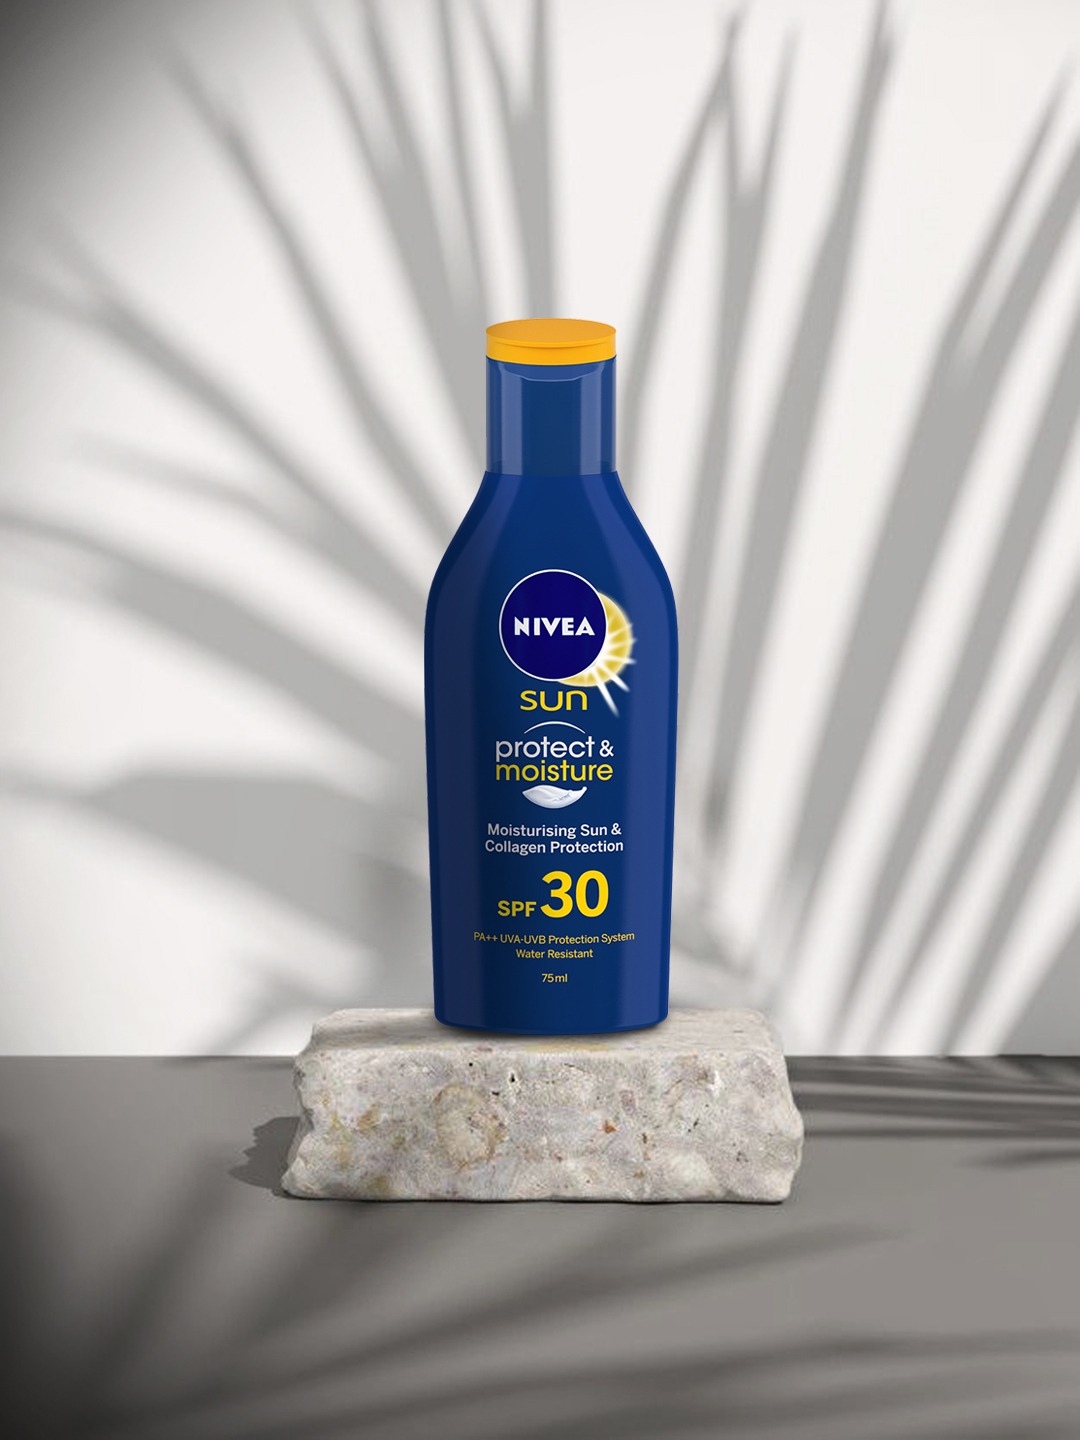 NIVEA
sun
protect &
moisture
Moisturising Sun &
Collagen Protection
SPF 30
PA++ UVA-UVB Protection System
Water Resistant
75ml